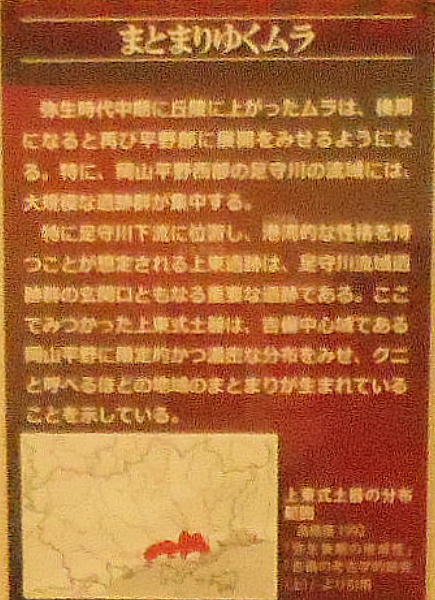 まとまりゆくムラ
弥生時代中期に丘陵に上がったムラは、後期
になると再び平野部に展開をみせるようにな
る。特に、岡山平野西部の足守川の流域には、
大規模な遺跡群が集中する。
特に足守川下流に位置し、港湾的な性格を持
つことが想定される上東遺跡は、足守川流域遺
跡群の玄関口ともなる重要な遺跡である。ここ
でみつかった上東式土器は、吉備中心域である
岡山平野に限定的かつ濃密な分布をみせ、クニ
と呼べるほどの地域のまとまりが生まれている
ことを示している。
上東式土器の分布
範囲
高橋護
より引用